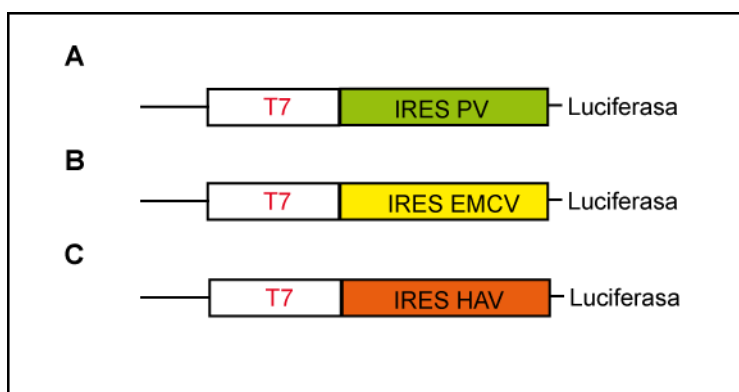 A
T7 IRES PV Luciferasa
B
T7 IRES EMCV Luciferasa
C
T7 IRES HAV Luciferasa